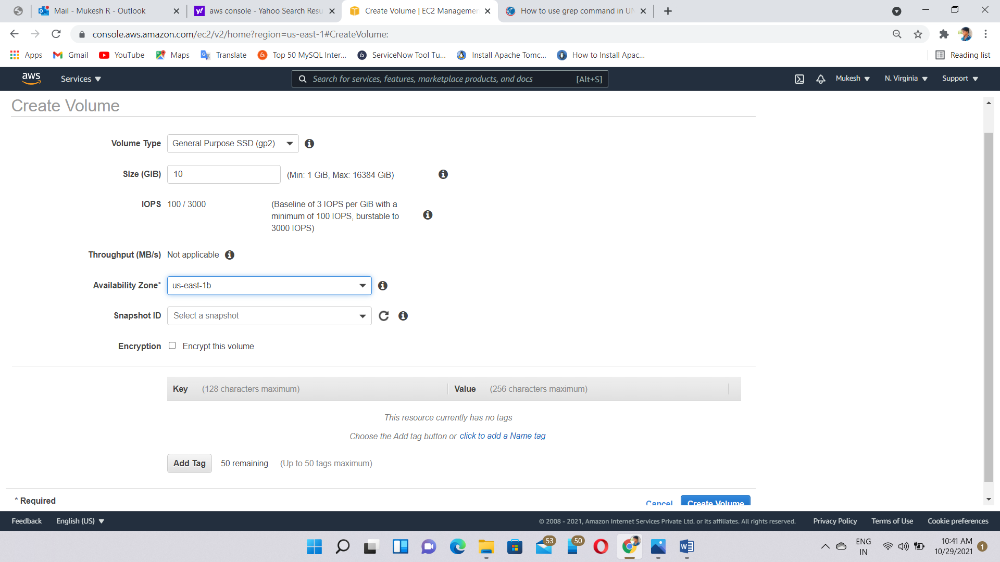 Mail - Mukesh R - Outlook
aws console - Yahoo Search Resu
Create Volume | EC2 Managemen
How to use grep command in UN
console.aws.amazon.com/ec2/v2/home?region=us-east-1#CreateVolume:
Apps
Gmail
YouTube
Maps
Translate
Top 50 MySQL Inter...
ServiceNow Tool Tu...
Install Apache Tomc...
How to Install Apac...
Reading list
aws
Services
Search for services, features, marketplace products, and docs
[Alt+S]
Mukesh
N. Virginia
Support
Create Volume
Volume Type
General Purpose SSD (gp2)
Size (GiB)
10
(Min: 1 GiB, Max: 16384 GiB)
IOPS
100 / 3000
(Baseline of 3 IOPS per GiB with a
minimum of 100 IOPS, burstable to
3000 IOPS)
Throughput (MB/s)
Not applicable
Availability Zone*
us-east-1b
Snapshot ID
Select a snapshot
Encryption
Encrypt this volume
Key (128 characters maximum)
Value (256 characters maximum)
This resource currently has no tags
Choose the Add tag button or click to add a Name tag
Add Tag
50 remaining
(Up to 50 tags maximum)
* Required
Cancel
Create Volume
Feedback
English (US)
© 2008 - 2021, Amazon Internet Services Private Ltd. or its affiliates. All rights reserved.
Privacy Policy
Terms of Use
Cookie preferences
53
50
ENG
IN
10:41 AM
10/29/2021
1